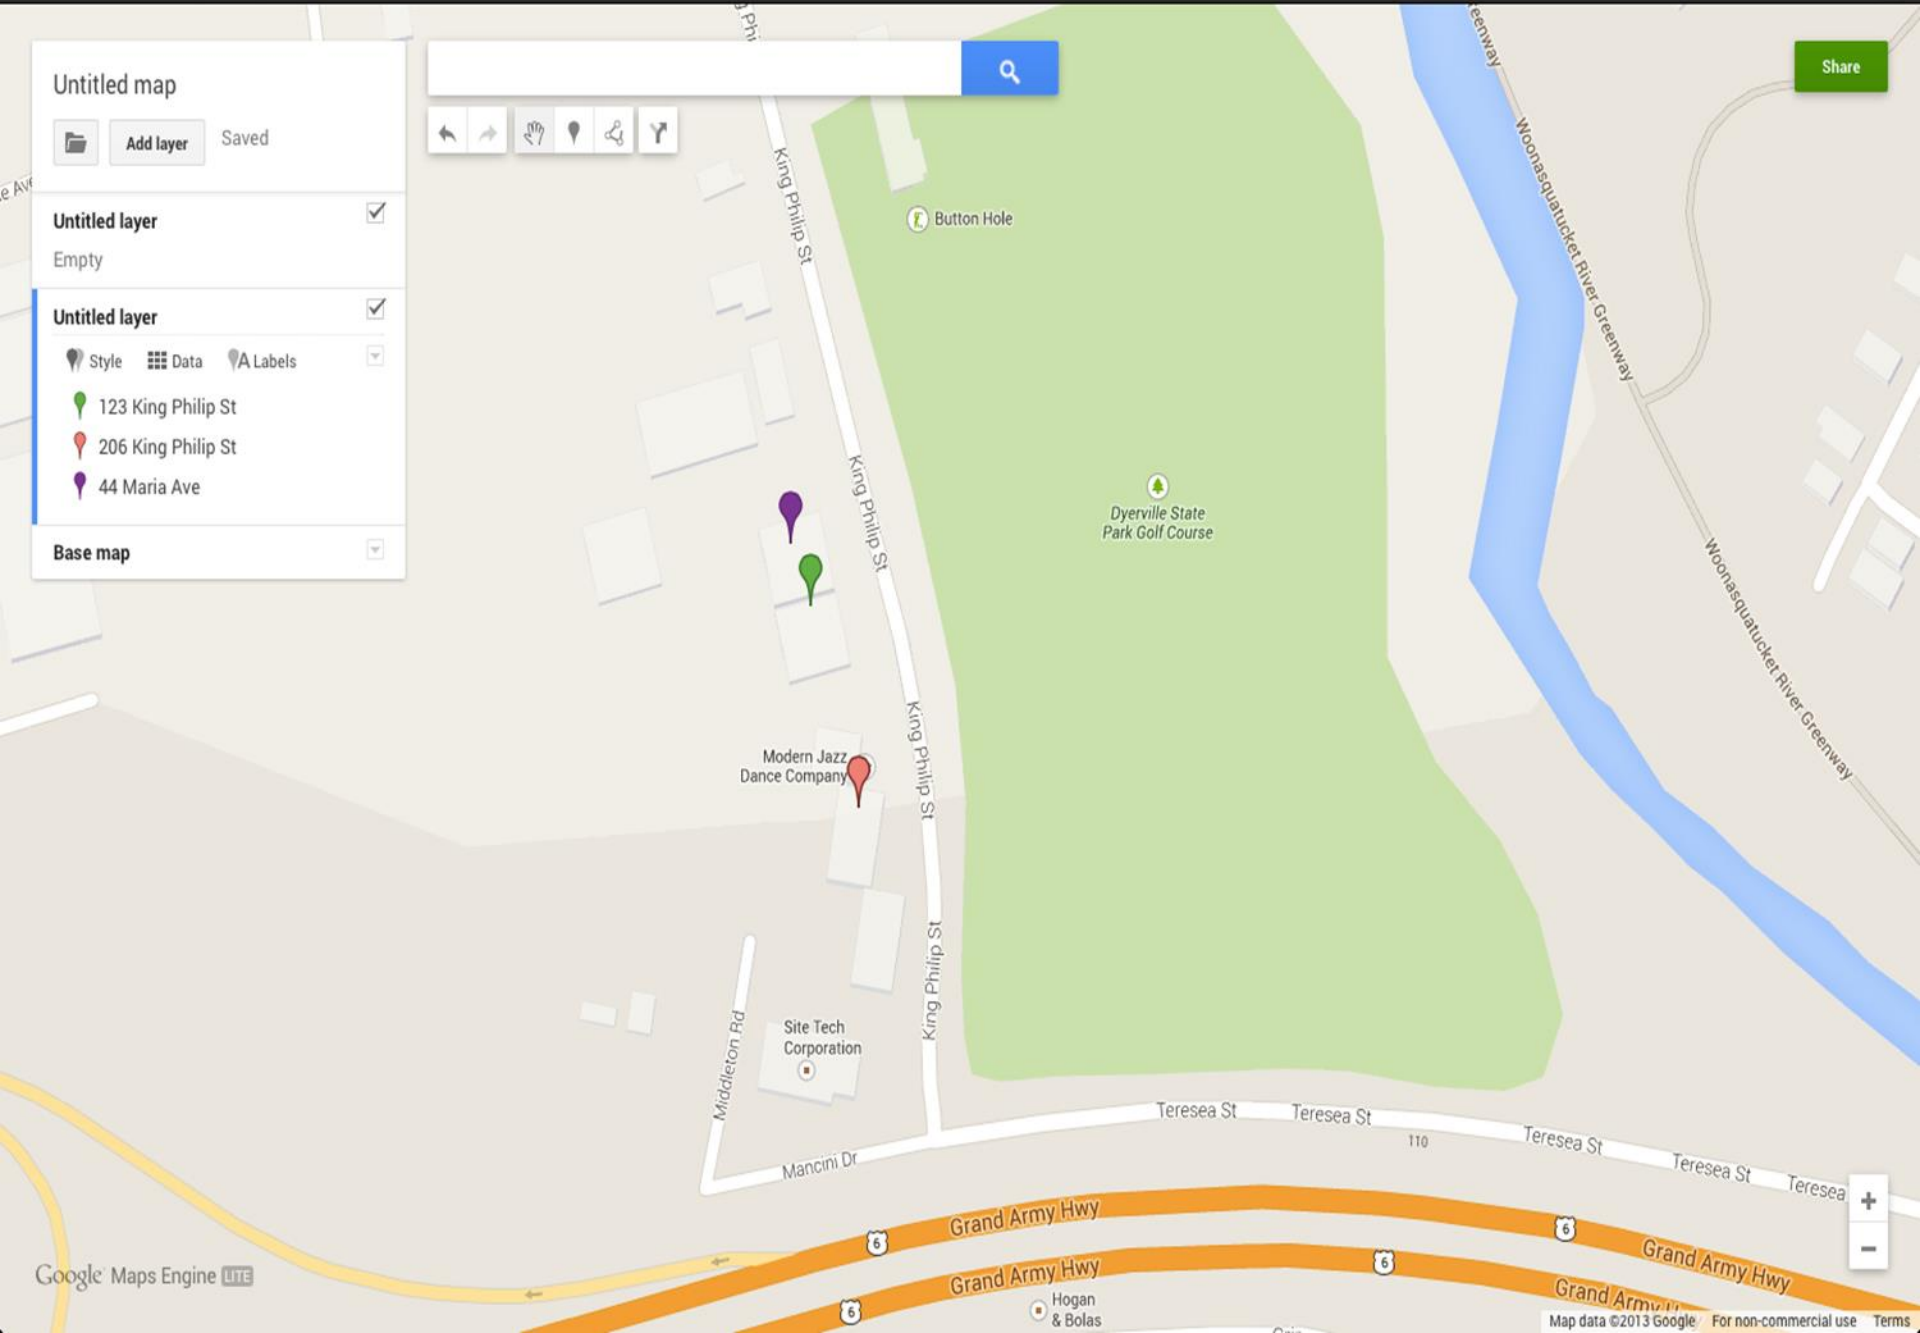 Untitled map
Add layer
Saved
Untitled layer
Empty
Untitled layer
Style
Data
A Labels
123 King Philip St
206 King Philip St
44 Maria Ave
Base map
Share
King Philip St
Button Hole
King Philip St
Dyerville State
Park Golf Course
Woonasquatucket River Greenway
Woonasquatucket River Greenway
King Philip St
Modern Jazz
Dance Company
King Philip St
Middleton Rd
Site Tech
Corporation
Mancini Dr
Teresea St
Teresea St
110
Teresea St
Teresea St
Teresea
Grand Army Hwy
6
6
Grand Army Hwy
Grand Army Hwy
6
6
Grand Army
Hogan
& Bolas
Google Maps Engine LITE
Map data ©2013 Google
For non-commercial use
Terms